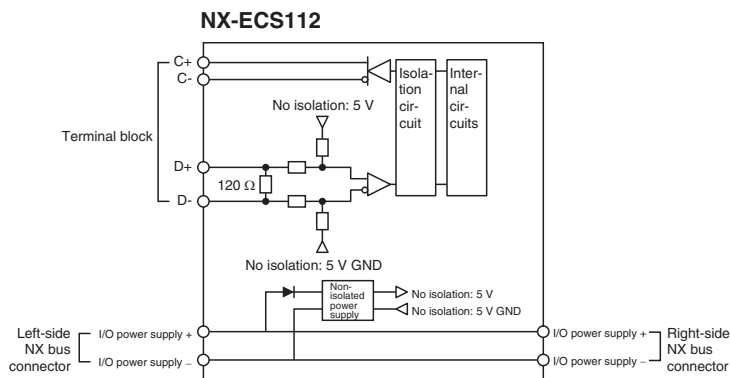 NX-ECS112
C+
C-
Isola-
tion
cir-
cuit
Inter-
nal
cir-
cuits
No isolation: 5 V
Terminal block
D+
120 Ω
D-
No isolation: 5 V GND
Non-
isolated
power
supply
No isolation: 5 V
No isolation: 5 V GND
Left-side
NX bus
connector
I/O power supply +
I/O power supply –
I/O power supply +
I/O power supply –
Right-side
NX bus
connector